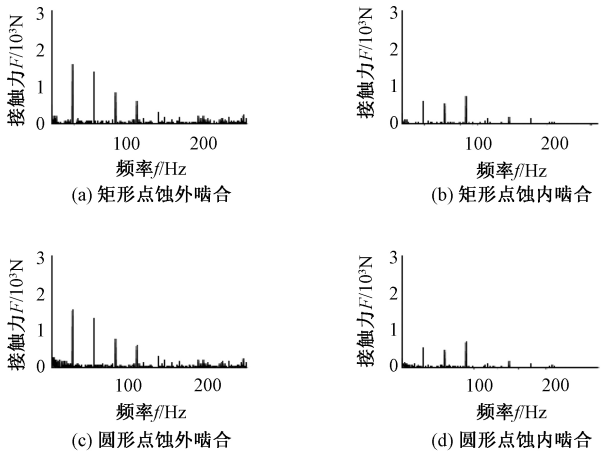 接触力F/10³N
3
2
1
0
100
200
频率f/Hz
(a) 矩形点蚀外啮合
接触力F/10³N
3
2
1
0
100
200
频率f/Hz
(b) 矩形点蚀内啮合
接触力F/10³N
3
2
1
0
100
200
频率f/Hz
(c) 圆形点蚀外啮合
接触力F/10³N
3
2
1
0
100
200
频率f/Hz
(d) 圆形点蚀内啮合